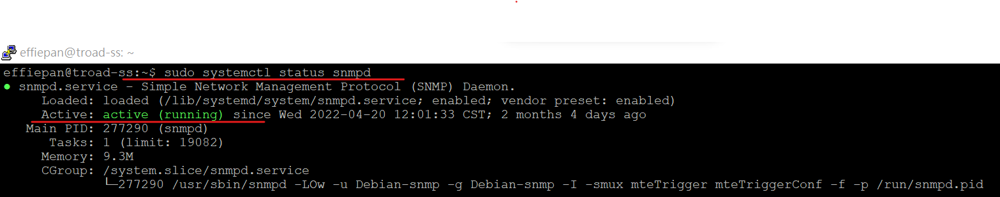 effiepan@troad-ss: ~
effiepan@troad-ss:~$ sudo systemctl status snmpd
● snmpd.service - Simple Network Management Protocol (SNMP) Daemon.
Loaded: loaded (/lib/systemd/system/snmpd.service; enabled; vendor preset: enabled)
Active: active (running) since Wed 2022-04-20 12:01:33 CST; 2 months 4 days ago
Main PID: 277290 (snmpd)
Tasks: 1 (limit: 19082)
Memory: 9.3M
CGroup: /system.slice/snmpd.service
└─277290 /usr/sbin/snmpd -LOw -u Debian-snmp -g Debian-snmp -I -smux mteTrigger mteTriggerConf -f -p /run/snmpd.pid